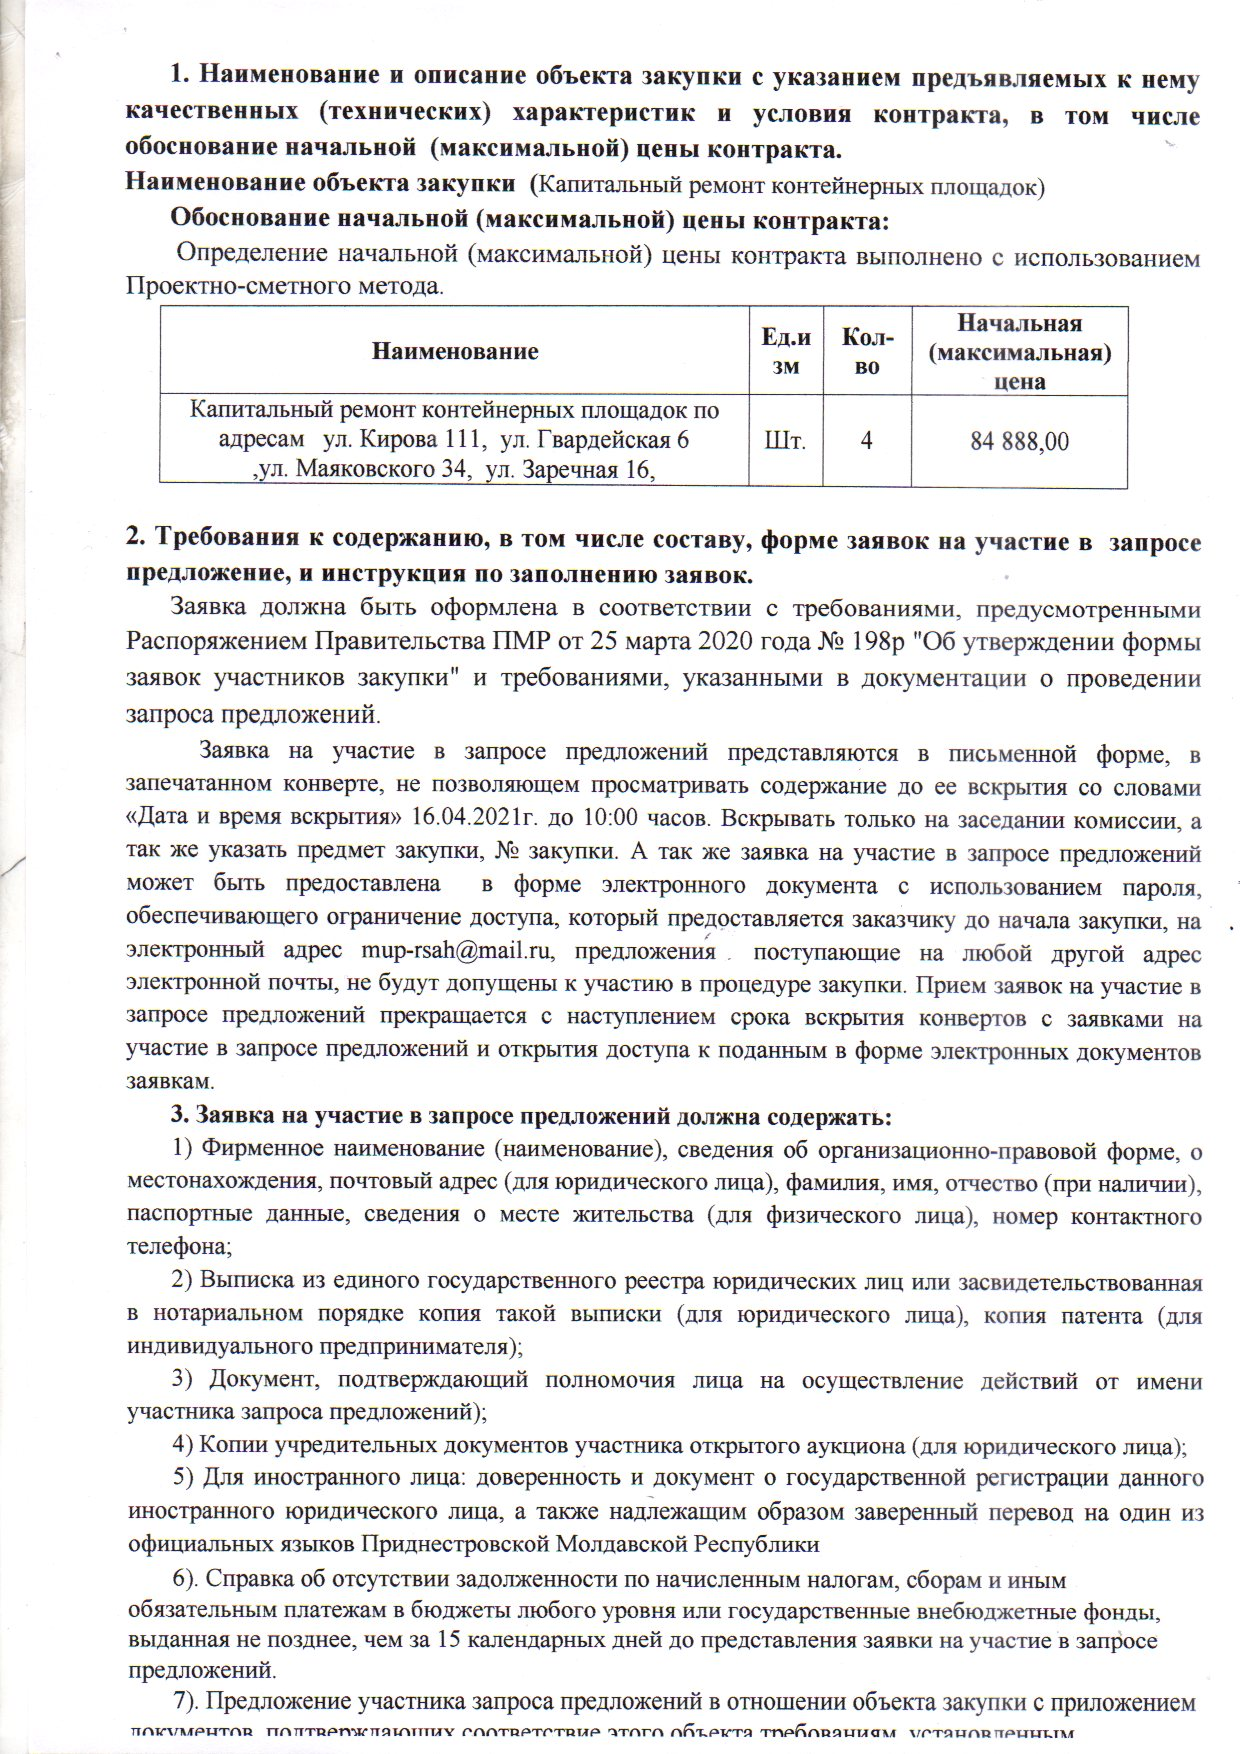 1. Наименование и описание объекта закупки с указанием предъявляемых к нему
качественных (технических) характеристик и условия контракта, в том числе
обоснование начальной (максимальной) цены контракта.
Наименование объекта закупки (Капитальный ремонт контейнерных площадок)
Обоснование начальной (максимальной) цены контракта:
Определение начальной (максимальной) цены контракта выполнено с использованием
Проектно-сметного метода.
Наименование
Ед.и
зм
Кол-
во
Начальная
(максимальная)
цена
Капитальный ремонт контейнерных площадок по
адресам ул. Кирова 111, ул. Гвардейская 6
,ул. Маяковского 34, ул. Заречная 16,
Шт.
4
84 888,00
2. Требования к содержанию, в том числе составу, форме заявок на участие в запросе
предложение, и инструкция по заполнению заявок.
Заявка должна быть оформлена в соответствии с требованиями, предусмотренными
Распоряжением Правительства ПМР от 25 марта 2020 года № 198р "Об утверждении формы
заявок участников закупки" и требованиями, указанными в документации о проведении
запроса предложений.
Заявка на участие в запросе предложений представляются в письменной форме, в
запечатанном конверте, не позволяющем просматривать содержание до ее вскрытия со словами
«Дата и время вскрытия» 16.04.2021г. до 10:00 часов. Вскрывать только на заседании комиссии, а
так же указать предмет закупки, № закупки. А так же заявка на участие в запросе предложений
может быть предоставлена в форме электронного документа с использованием пароля,
обеспечивающего ограничение доступа, который предоставляется заказчику до начала закупки, на
электронный адрес mup-rsah@mail.ru, предложения поступающие на любой другой адрес
электронной почты, не будут допущены к участию в процедуре закупки. Прием заявок на участие в
запросе предложений прекращается с наступлением срока вскрытия конвертов с заявками на
участие в запросе предложений и открытия доступа к поданным в форме электронных документов
заявкам.
3. Заявка на участие в запросе предложений должна содержать:
1) Фирменное наименование (наименование), сведения об организационно-правовой форме, о
местонахождения, почтовый адрес (для юридического лица), фамилия, имя, отчество (при наличии),
паспортные данные, сведения о месте жительства (для физического лица), номер контактного
телефона;
2) Выписка из единого государственного реестра юридических лиц или засвидетельствованная
в нотариальном порядке копия такой выписки (для юридического лица), копия патента (для
индивидуального предпринимателя);
3) Документ, подтверждающий полномочия лица на осуществление действий от имени
участника запроса предложений);
4) Копии учредительных документов участника открытого аукциона (для юридического лица);
5) Для иностранного лица: доверенность и документ о государственной регистрации данного
иностранного юридического лица, а также надлежащим образом заверенный перевод на один из
официальных языков Приднестровской Молдавской Республики
6). Справка об отсутствии задолженности по начисленным налогам, сборам и иным
обязательным платежам в бюджеты любого уровня или государственные внебюджетные фонды,
выданная не позднее, чем за 15 календарных дней до представления заявки на участие в запросе
предложений.
7). Предложение участника запроса предложений в отношении объекта закупки с приложением
документов, подтверждающих соответствие этого объекта требованиям, установленным